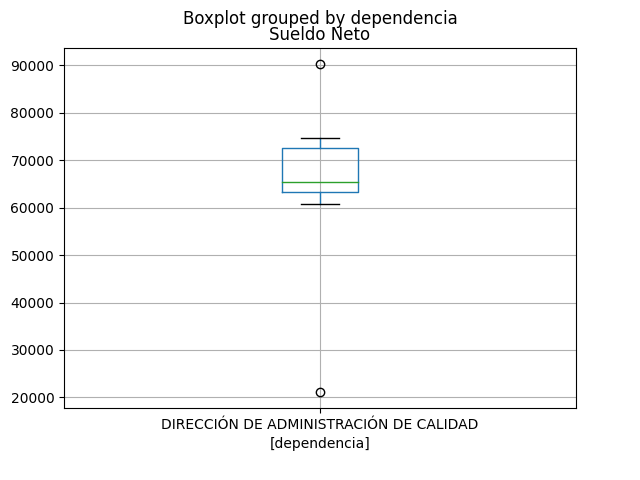 Boxplot grouped by dependencia
Sueldo Neto
90000
80000
70000
60000
50000
40000
30000
20000
DIRECCIÓN DE ADMINISTRACIÓN DE CALIDAD
[dependencia]